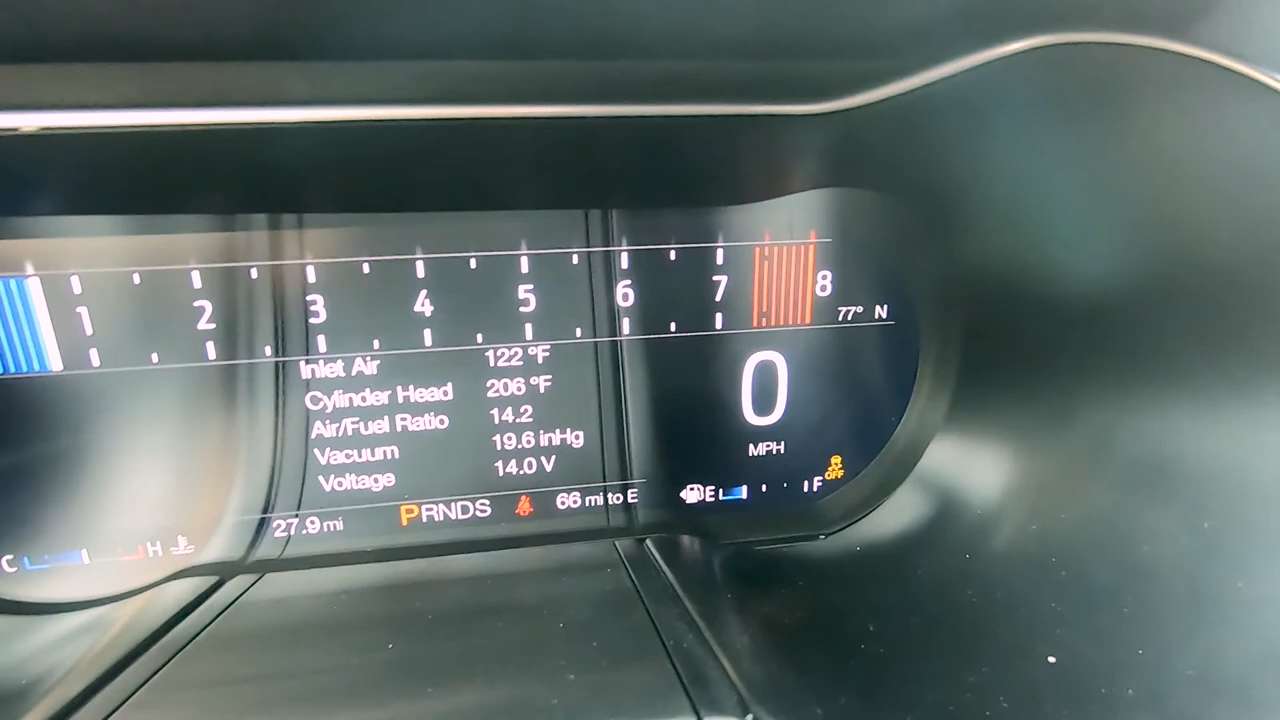 1 2 3 4 5 6 7 8
77° N
Inlet Air 122 °F
Cylinder Head 206 °F
Air/Fuel Ratio 14.2
Vacuum 19.6 inHg
Voltage 14.0 V
0
MPH
OFF
E F
27.9 mi PRNDS 66 mi to E
C H